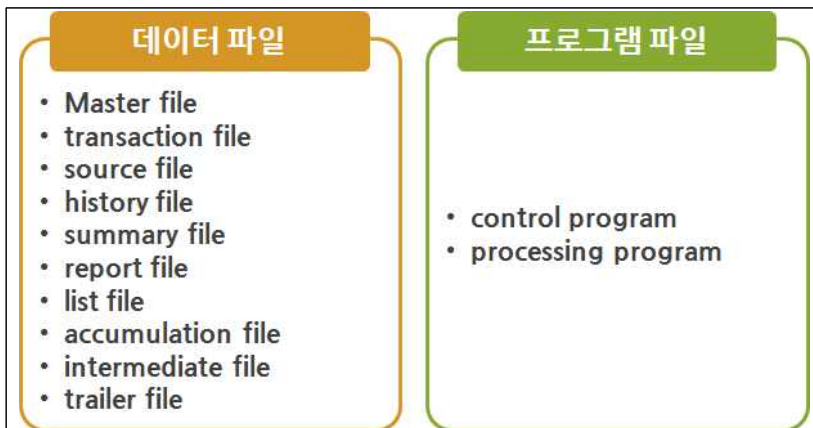 데이터 파일
• Master file
• transaction file
• source file
• history file
• summary file
• report file
• list file
• accumulation file
• intermediate file
• trailer file
프로그램 파일
• control program
• processing program